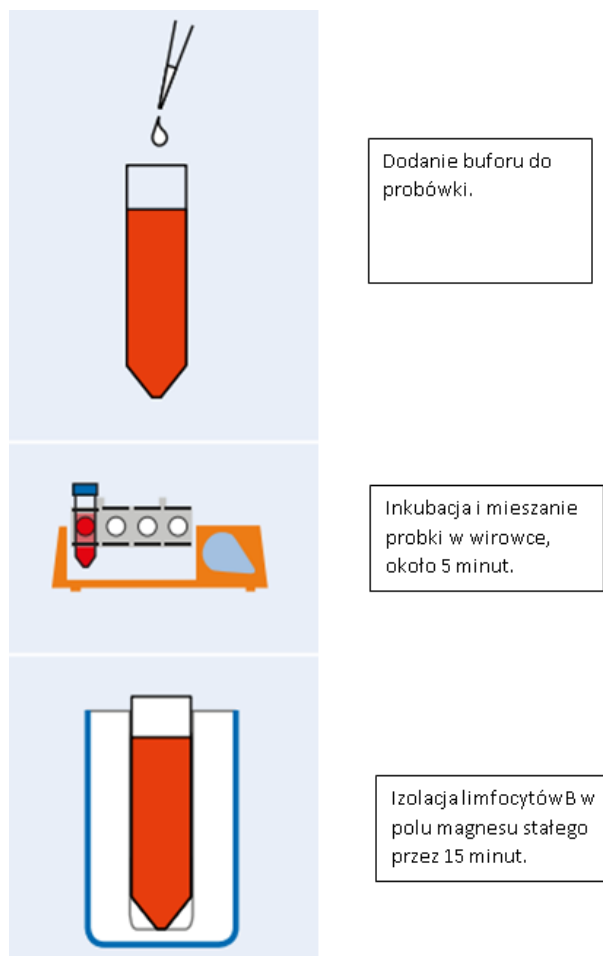 Dodanie buforu do
probówki.
Inkubacja i mieszanie
probki w wirowce,
około 5 minut.
Izolacja limfocytów B w
polu magnesu stałego
przez 15 minut.